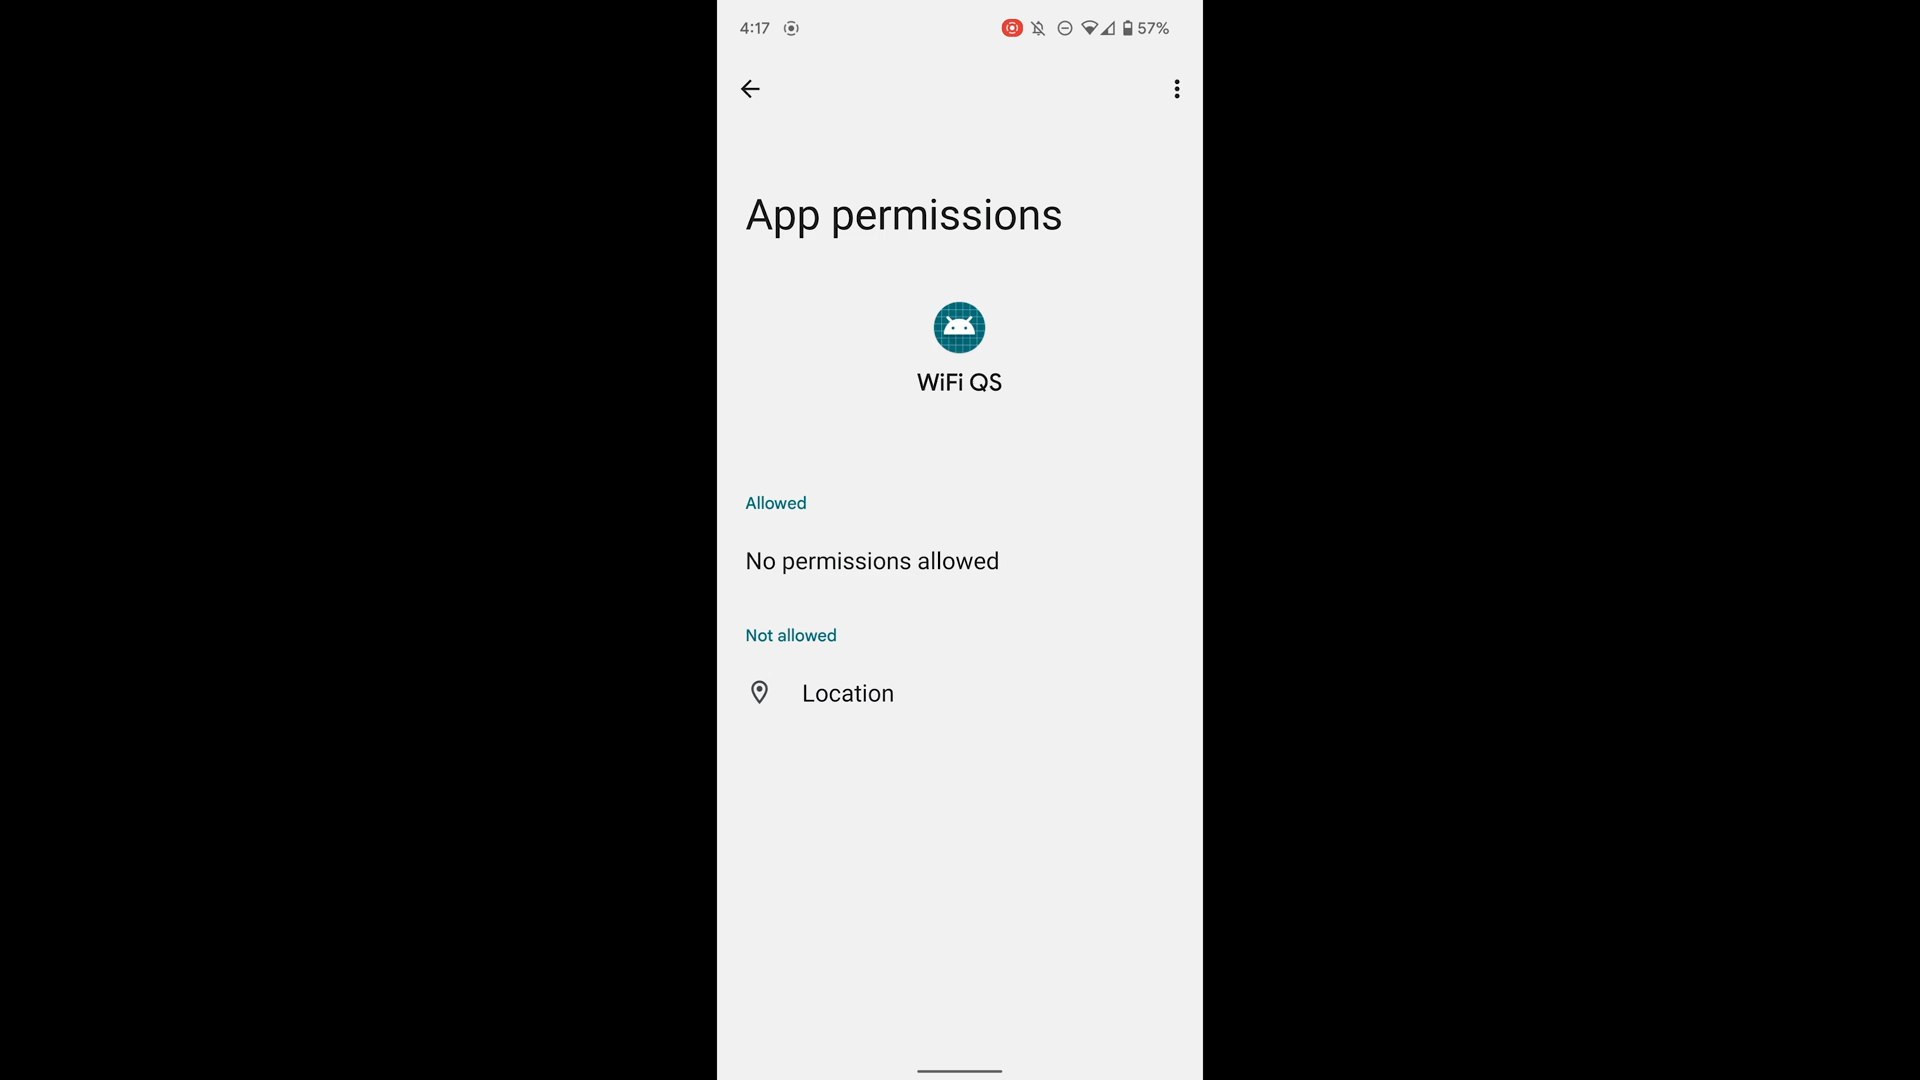 4:17 57%
App permissions
WiFi QS
Allowed
No permissions allowed
Not allowed
Location